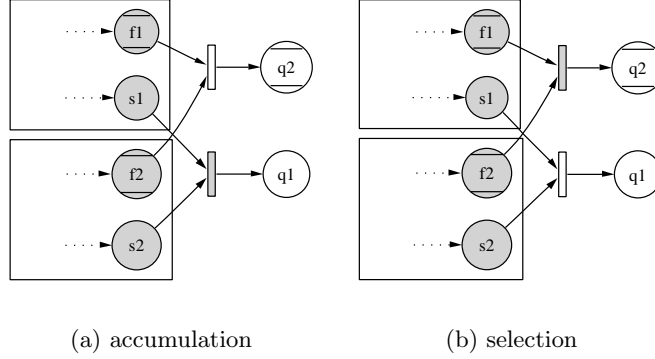 f1
s1
f2
s2
q2
q1
f1
s1
f2
s2
q2
q1
(a) accumulation
(b) selection